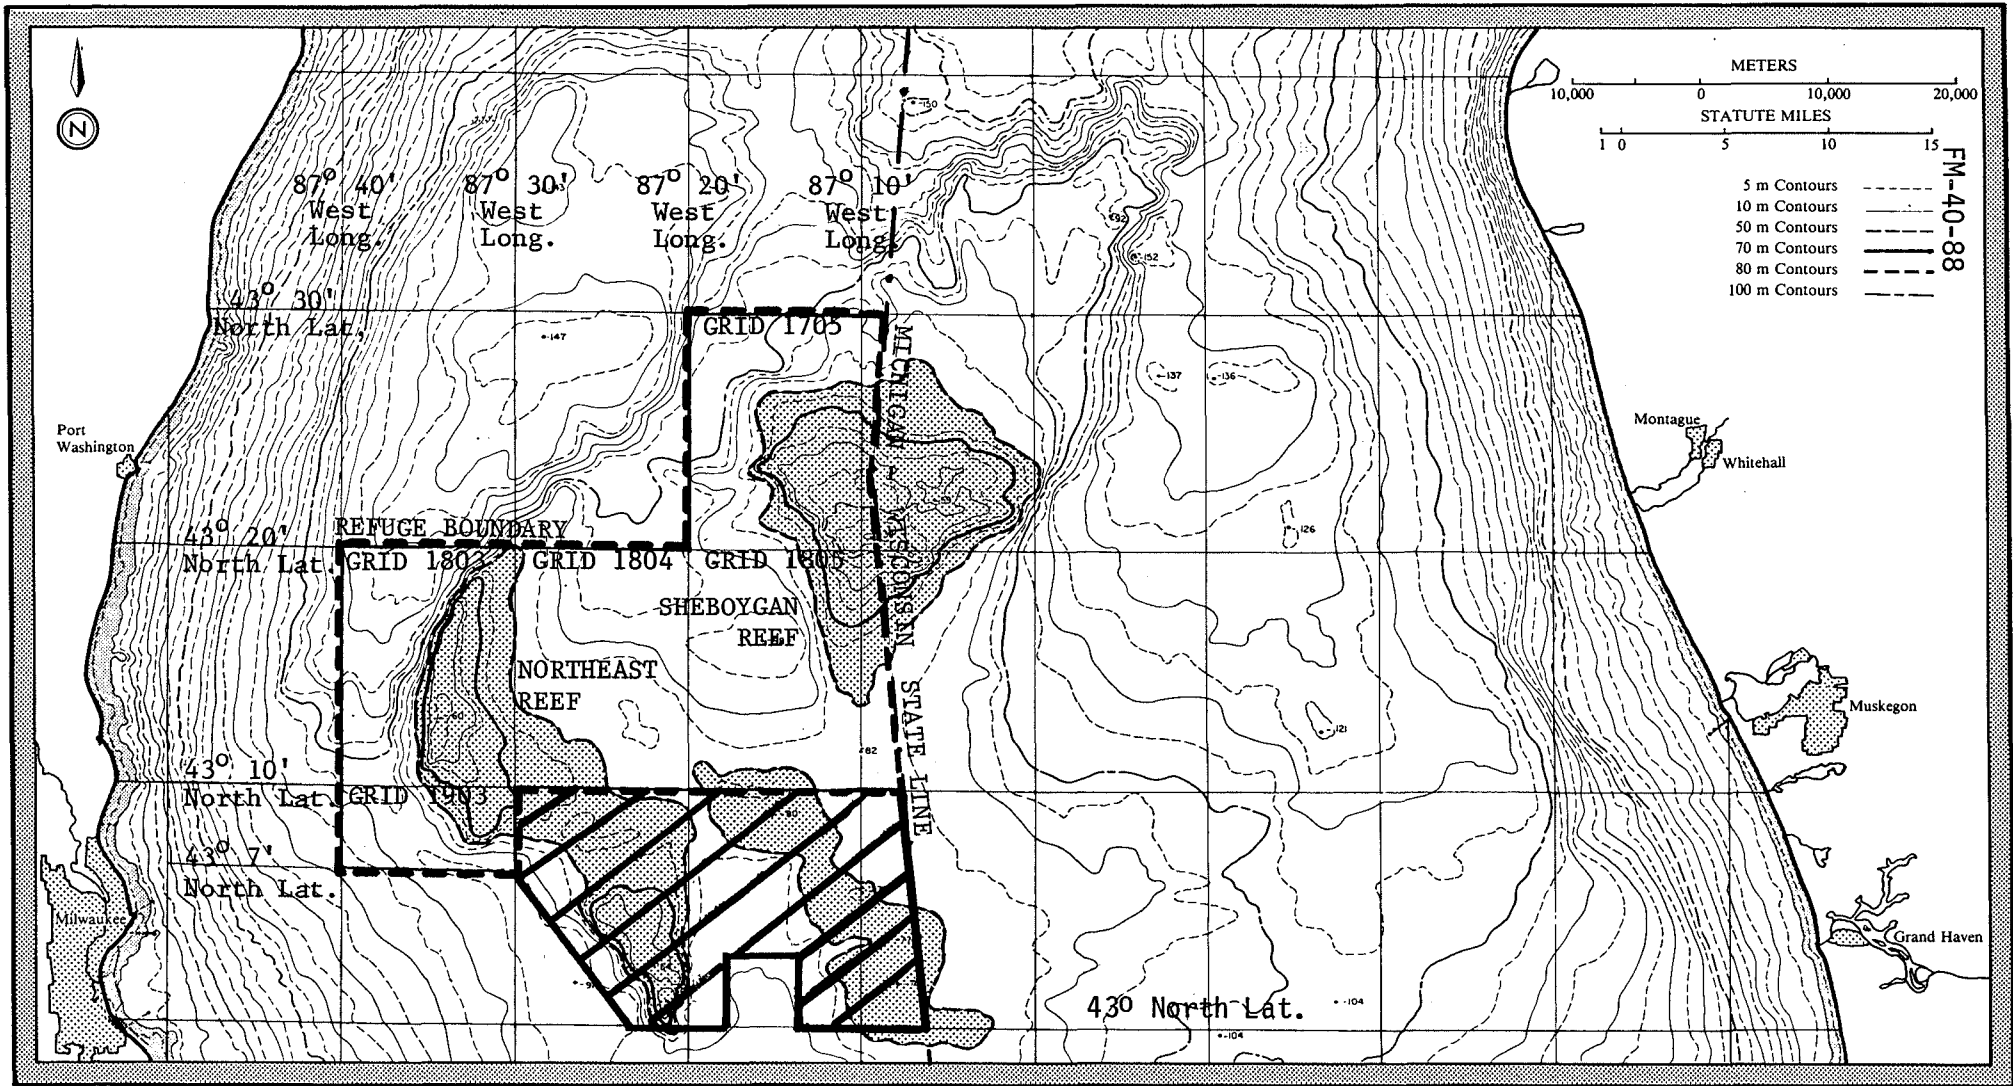 N
METERS
10,000 0 10,000 20,000
STATUTE MILES
1 0 5 10 15
FM-40-88
5 m Contours
10 m Contours
50 m Contours
70 m Contours
80 m Contours
100 m Contours
87° 40'
West
Long.
87° 30'
West
Long.
87° 20'
West
Long.
87° 10'
West
Long.
-150
-92
-152
43° 30'
North Lat.
GRID 1705
MICHIGAN - WISCONSIN
STATE LINE
-147
-137
-136
Port
Washington
Montague
Whitehall
-126
REFUGE BOUNDARY
43° 20'
North Lat.
GRID 1803
GRID 1804
GRID 1805
SHEBOYGAN
REEF
NORTHEAST
REEF
-60
-121
-82
Muskegon
43° 10'
North Lat.
GRID 1903
-80
43° 7'
North Lat.
Milwaukee
Grand Haven
43° North Lat.
-104
-104